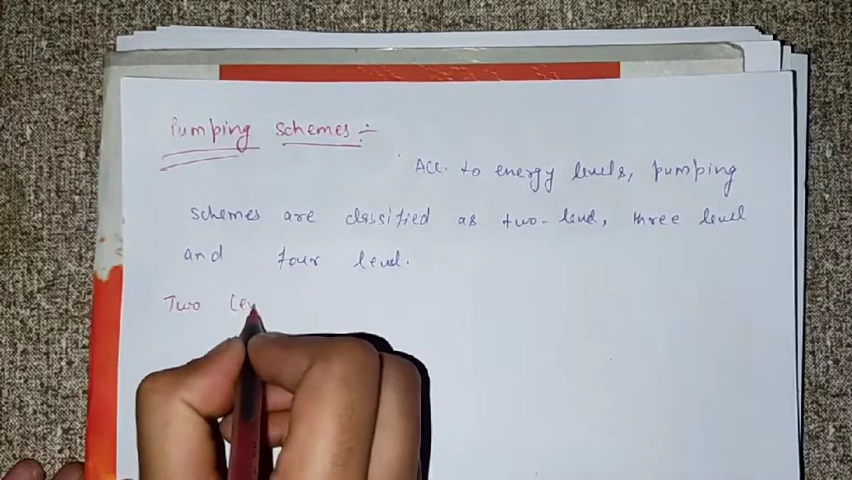 Pumping Schemes :-
Acc. to energy levels, pumping
schemes are classified as two-level, three level
and four level.
Two Lev